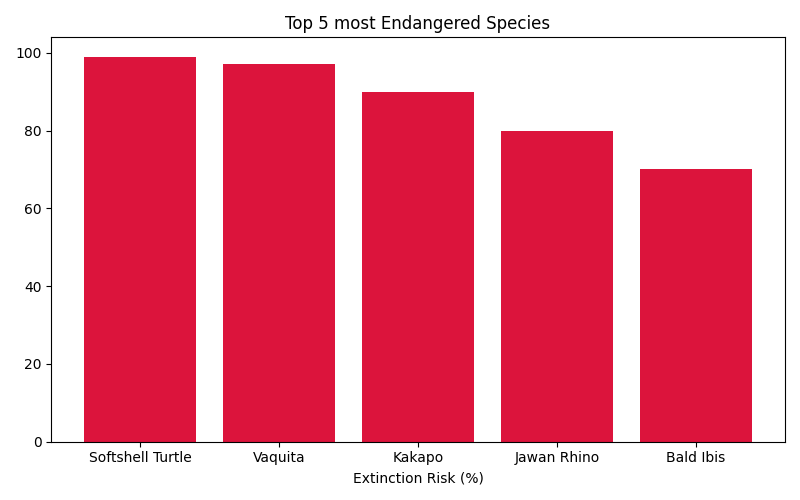 Top 5 most Endangered Species
100
80
60
40
20
0
Softshell Turtle Vaquita Kakapo Jawan Rhino Bald Ibis
Extinction Risk (%)